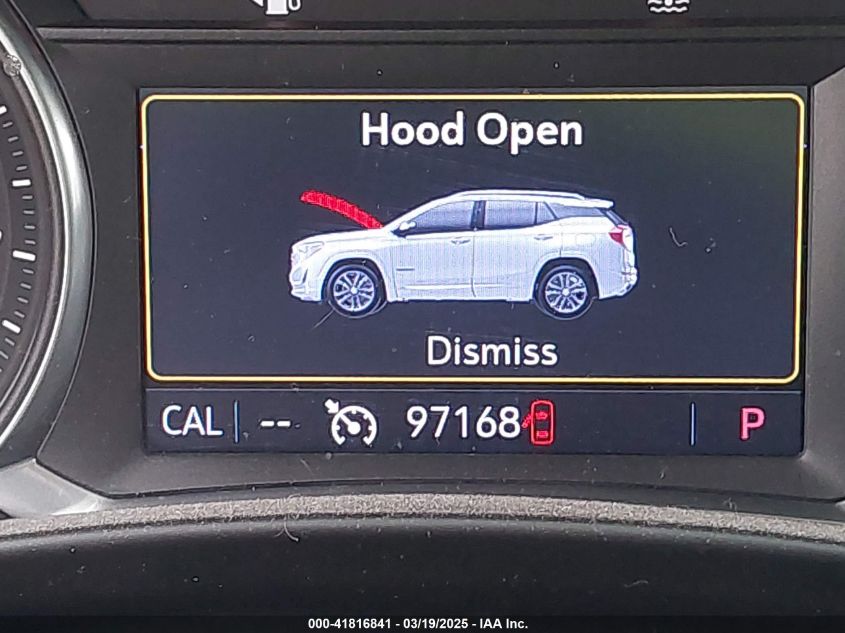 Hood Open
Dismiss
CAL -- 97168 P
000-41816841 - 03/19/2025 - IAA Inc.